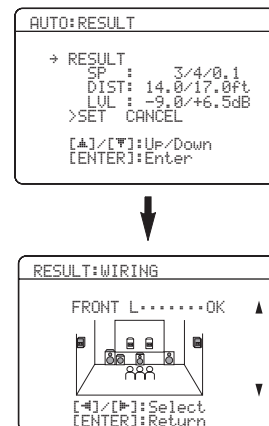 AUTO:RESULT
→ RESULT
SP : 3/4/0.1
DIST: 14.0/17.0ft
LVL : -9.0/+6.5dB
>SET CANCEL
[▲]/[▼]:Up/Down
[ENTER]:Enter
RESULT:WIRING
FRONT L·······OK
[◀]/[▶]:Select
[ENTER]:Return